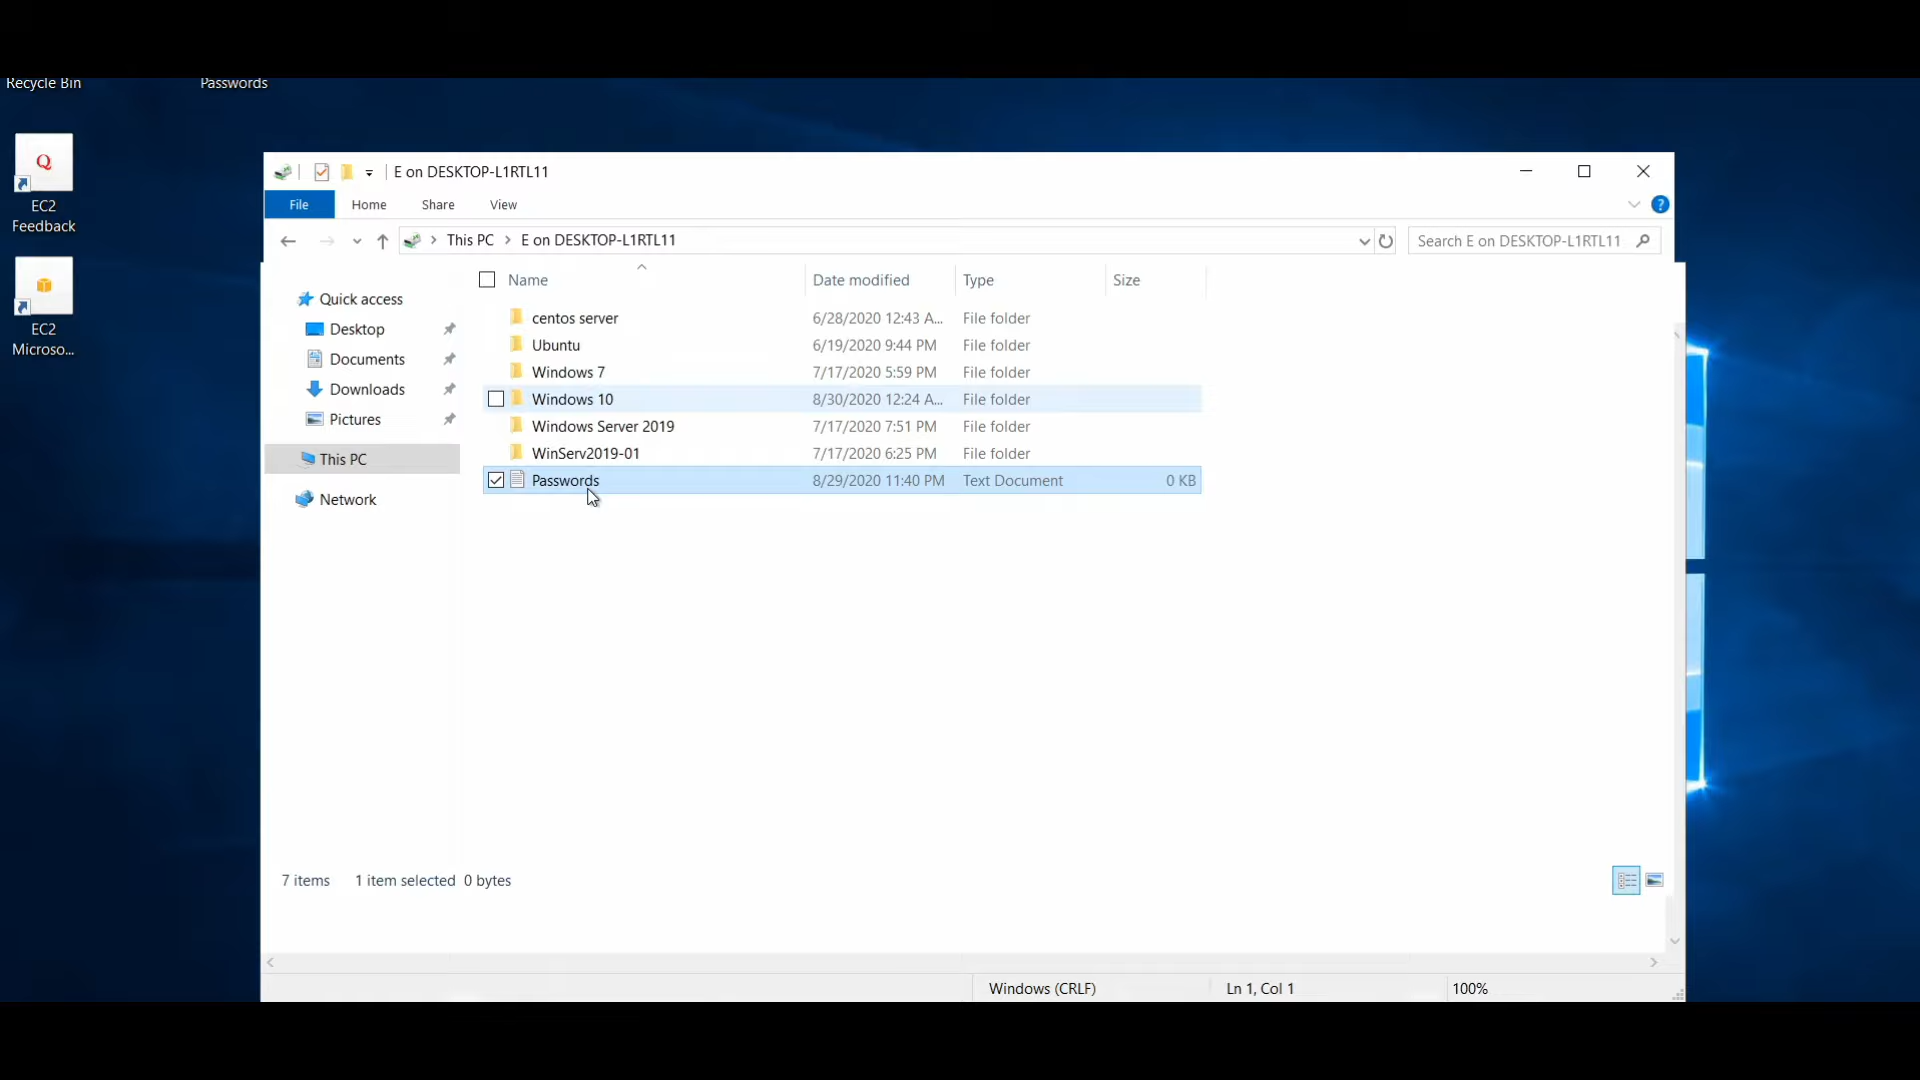 Recycle Bin
Passwords
Q
EC2
Feedback
EC2
Microso...
E on DESKTOP-L1RTL11
File Home Share View
?
This PC > E on DESKTOP-L1RTL11
Search E on DESKTOP-L1RTL11
Name Date modified Type Size
Quick access
Desktop
Documents
Downloads
Pictures
This PC
Network
centos server 6/28/2020 12:43 A... File folder
Ubuntu 6/19/2020 9:44 PM File folder
Windows 7 7/17/2020 5:59 PM File folder
Windows 10 8/30/2020 12:24 A... File folder
Windows Server 2019 7/17/2020 7:51 PM File folder
WinServ2019-01 7/17/2020 6:25 PM File folder
Passwords 8/29/2020 11:40 PM Text Document 0 KB
7 items 1 item selected 0 bytes
Windows (CRLF) Ln 1, Col 1 100%